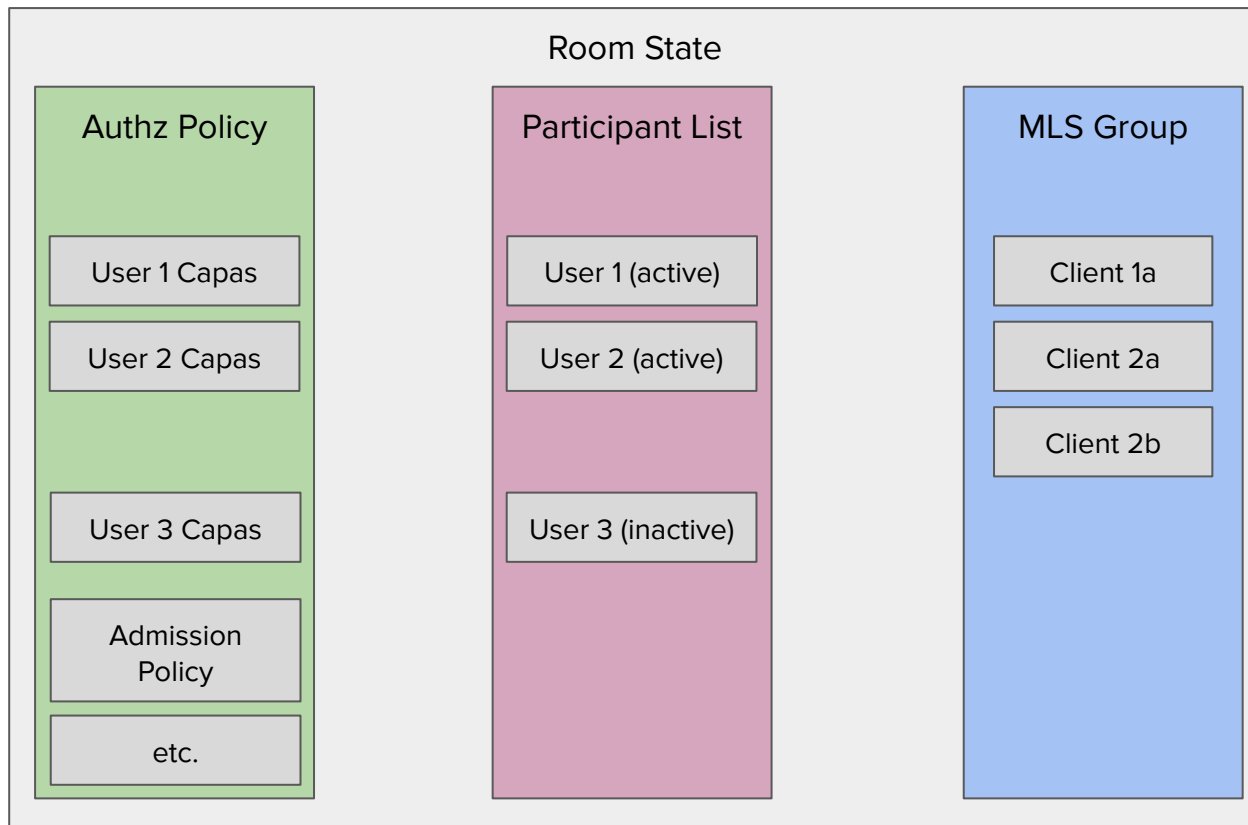 Room State
Authz Policy
User 1 Capas
User 2 Capas
User 3 Capas
Admission
Policy
etc.
Participant List
User 1 (active)
User 2 (active)
User 3 (inactive)
MLS Group
Client 1a
Client 2a
Client 2b